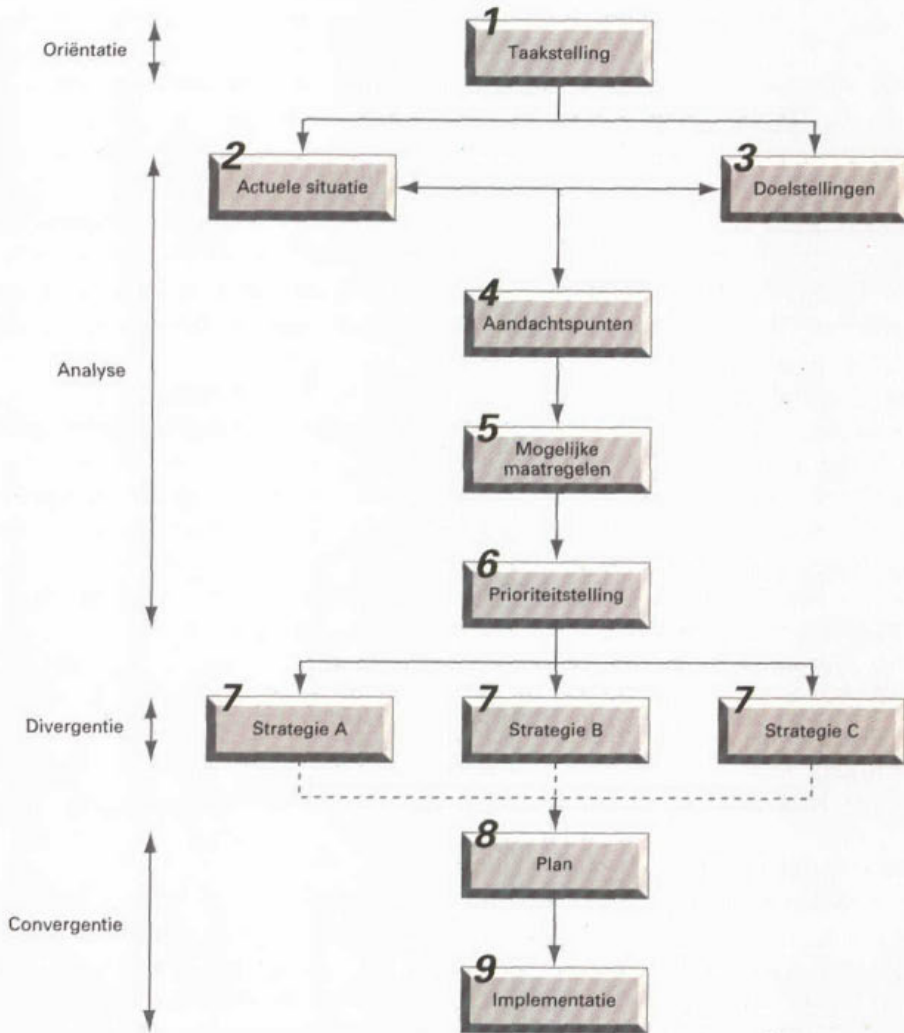 Oriëntatie
1
Taakstelling
2
Actuele situatie
3
Doelstellingen
4
Aandachtspunten
Analyse
5
Mogelijke
maatregelen
6
Prioriteitstelling
Divergentie
7
Strategie A
7
Strategie B
7
Strategie C
8
Plan
Convergentie
9
Implementatie